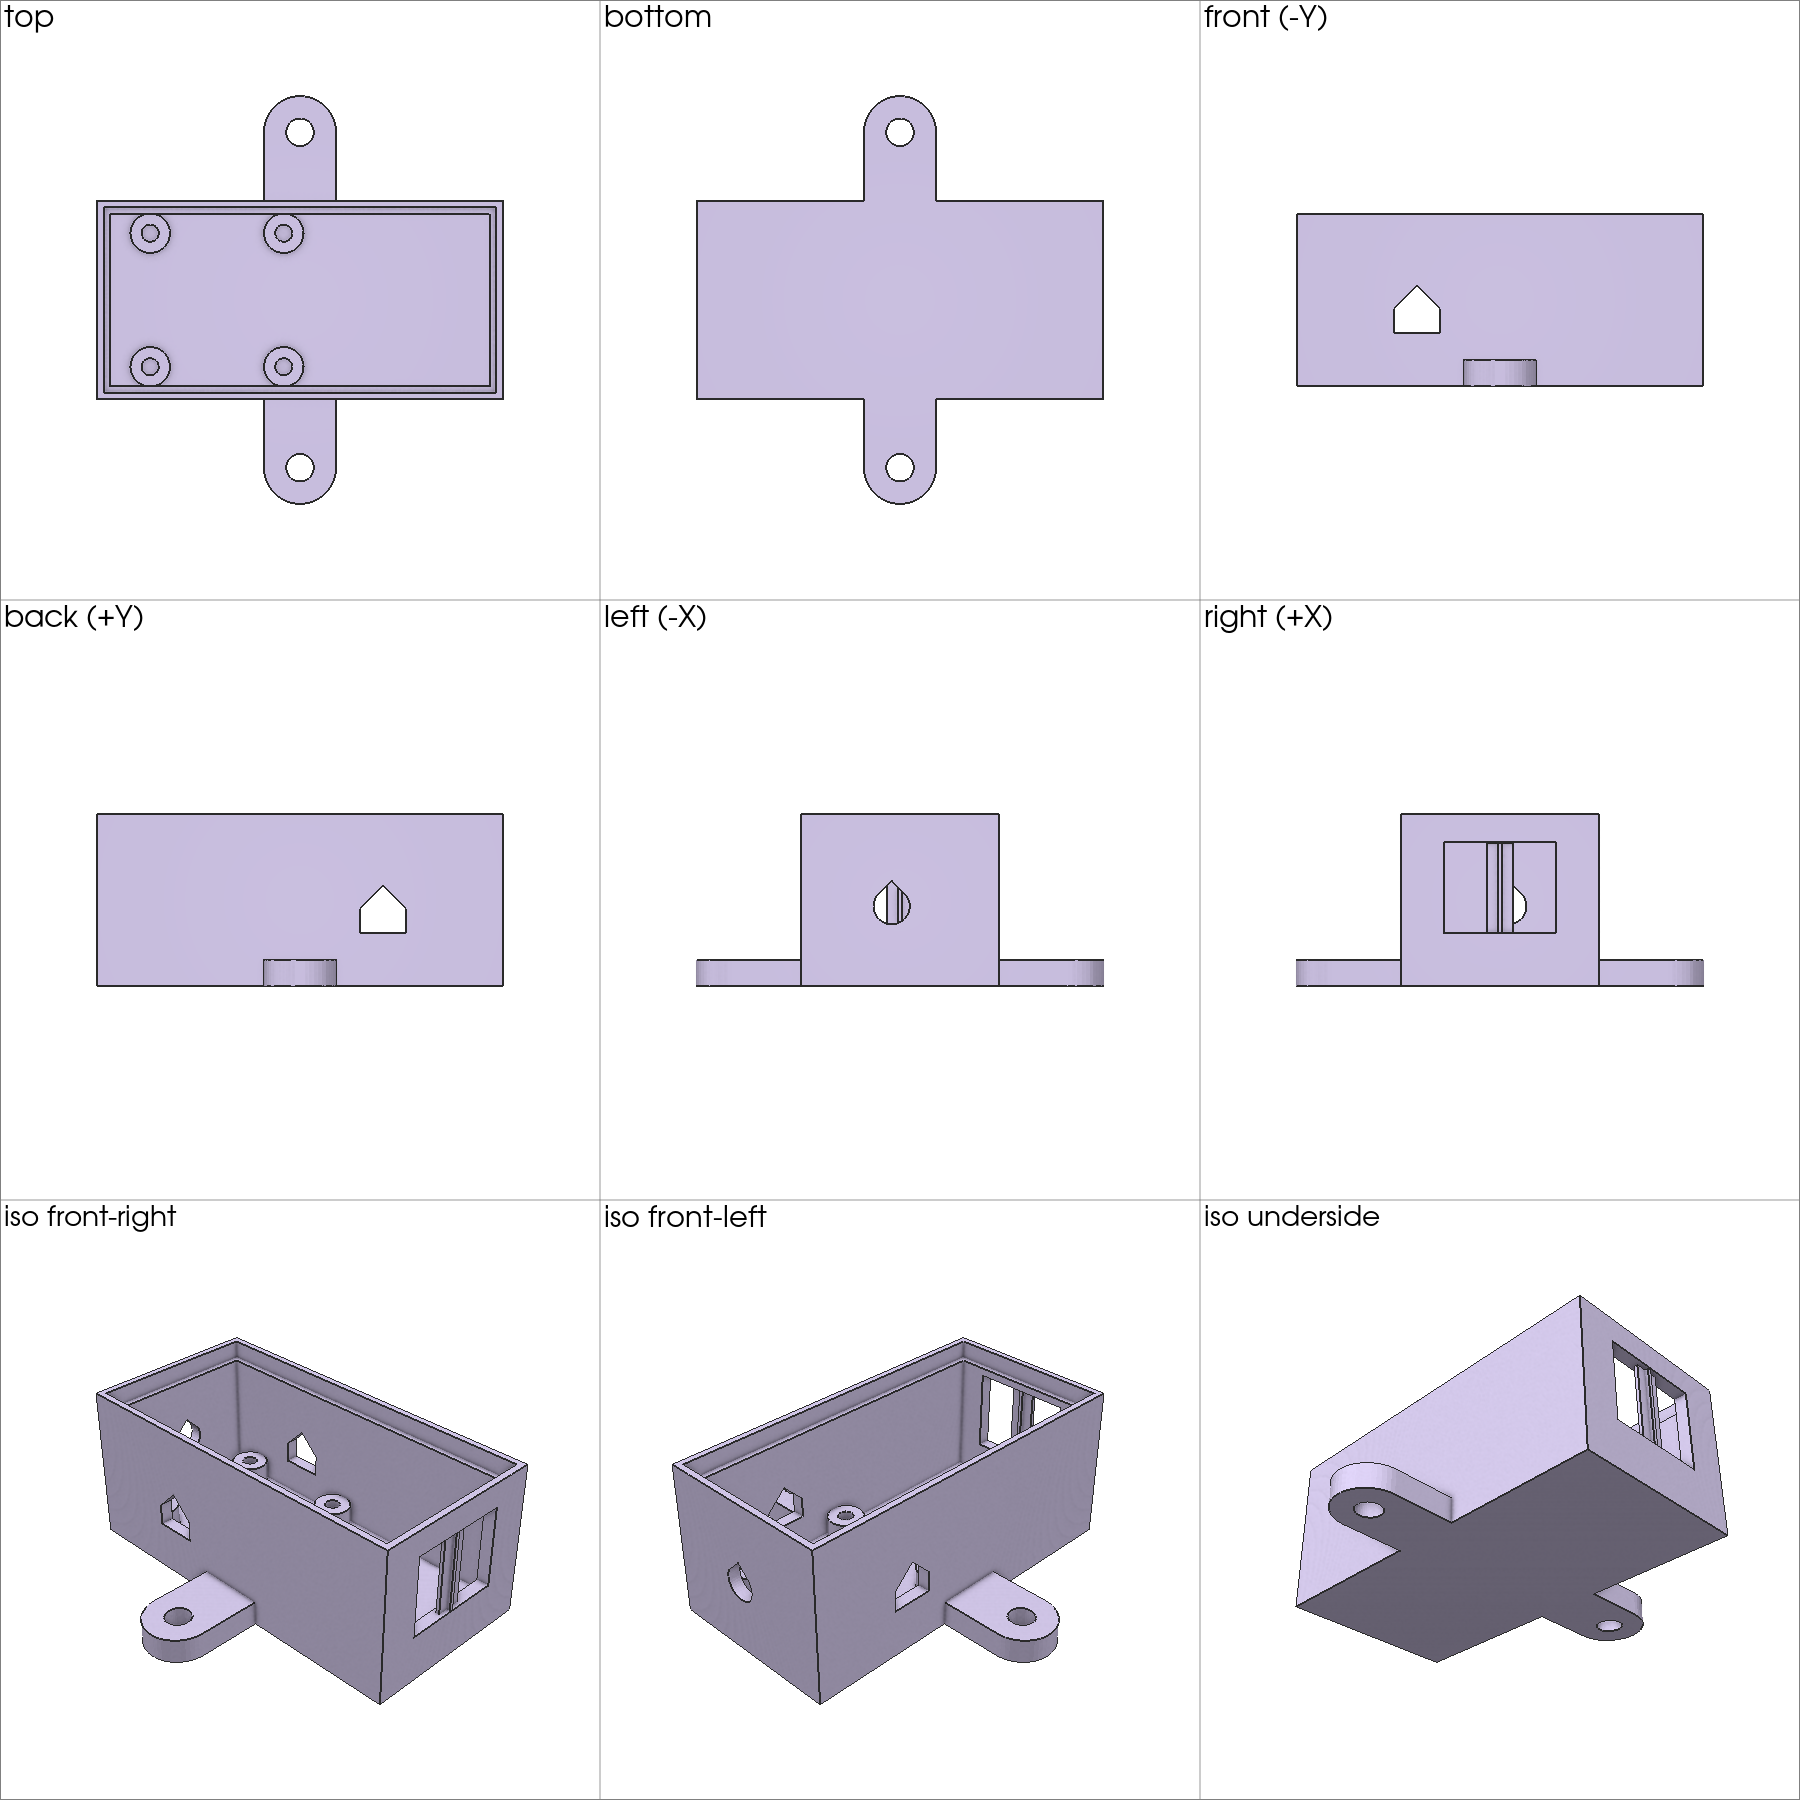 top
bottom
front (-Y)
back (+Y)
left (-X)
right (+X)
iso front-right
iso front-left
iso underside